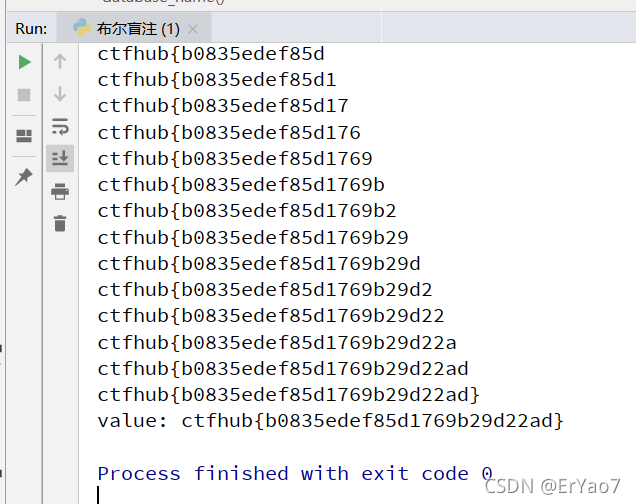 database_name()
Run: 布尔盲注 (1)
ctfhub{b0835edef85d
ctfhub{b0835edef85d1
ctfhub{b0835edef85d17
ctfhub{b0835edef85d176
ctfhub{b0835edef85d1769
ctfhub{b0835edef85d1769b
ctfhub{b0835edef85d1769b2
ctfhub{b0835edef85d1769b29
ctfhub{b0835edef85d1769b29d
ctfhub{b0835edef85d1769b29d2
ctfhub{b0835edef85d1769b29d22
ctfhub{b0835edef85d1769b29d22a
ctfhub{b0835edef85d1769b29d22ad
ctfhub{b0835edef85d1769b29d22ad}
value: ctfhub{b0835edef85d1769b29d22ad}
Process finished with exit code 0
CSDN @ErYao7